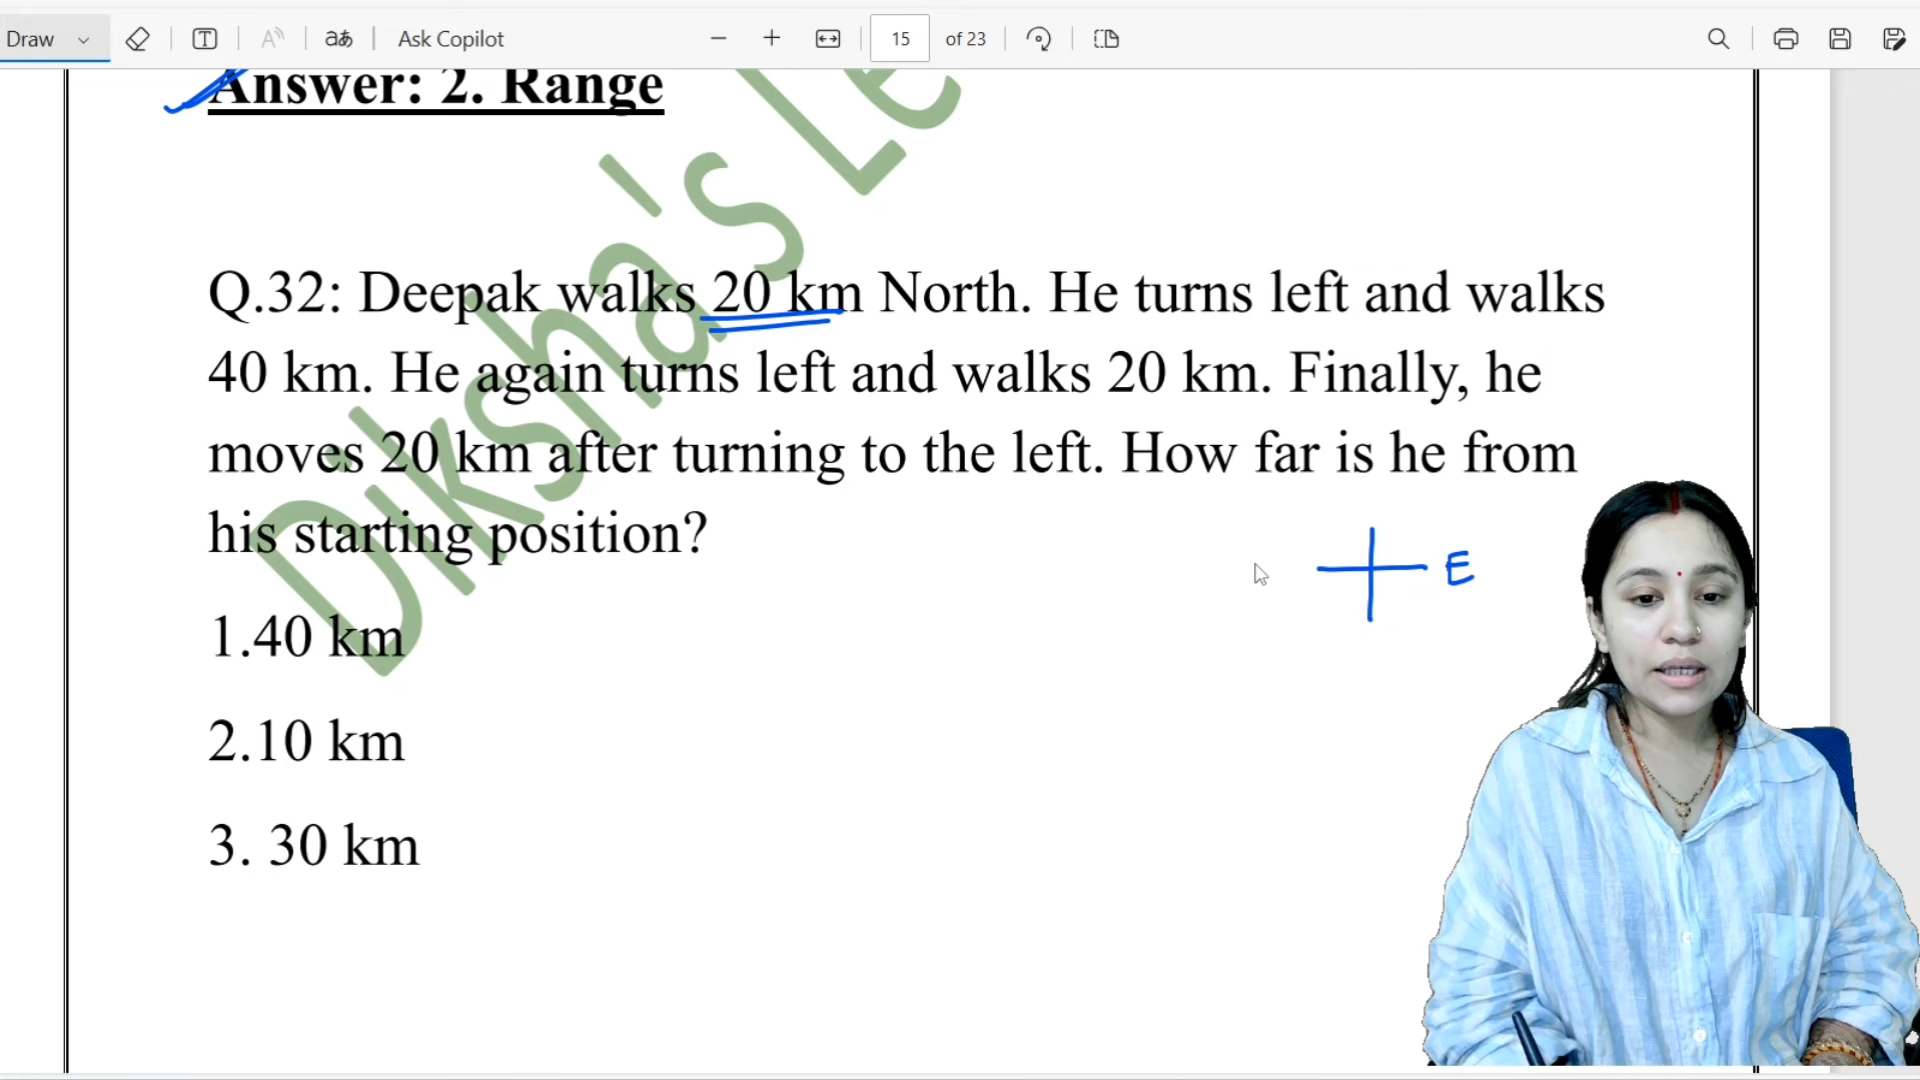 Draw
Ask Copilot
15 of 23
Answer: 2. Range
Diksha's Le
Q.32: Deepak walks 20 km North. He turns left and walks
40 km. He again turns left and walks 20 km. Finally, he
moves 20 km after turning to the left. How far is he from
his starting position?
E
1.40 km
2.10 km
3. 30 km